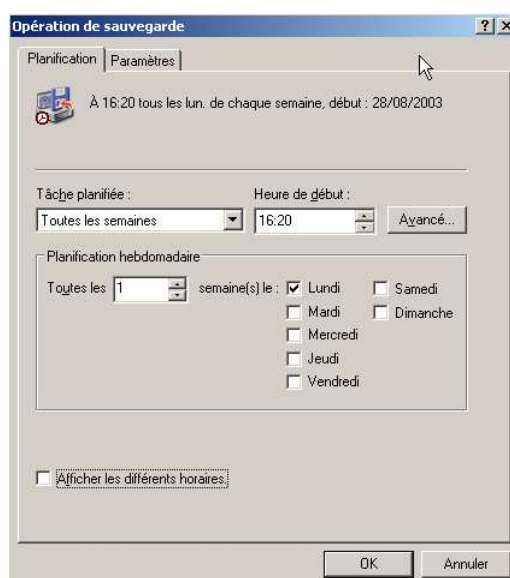 Opération de sauvegarde
Planification Paramètres
À 16:20 tous les lun. de chaque semaine, début : 28/08/2003
Tâche planifiée : Heure de début :
Toutes les semaines 16:20 Avancé...
Planification hebdomadaire
Toutes les 1 semaine(s) le : Lundi Samedi
Mardi Dimanche
Mercredi
Jeudi
Vendredi
Afficher les différents horaires.
OK Annuler